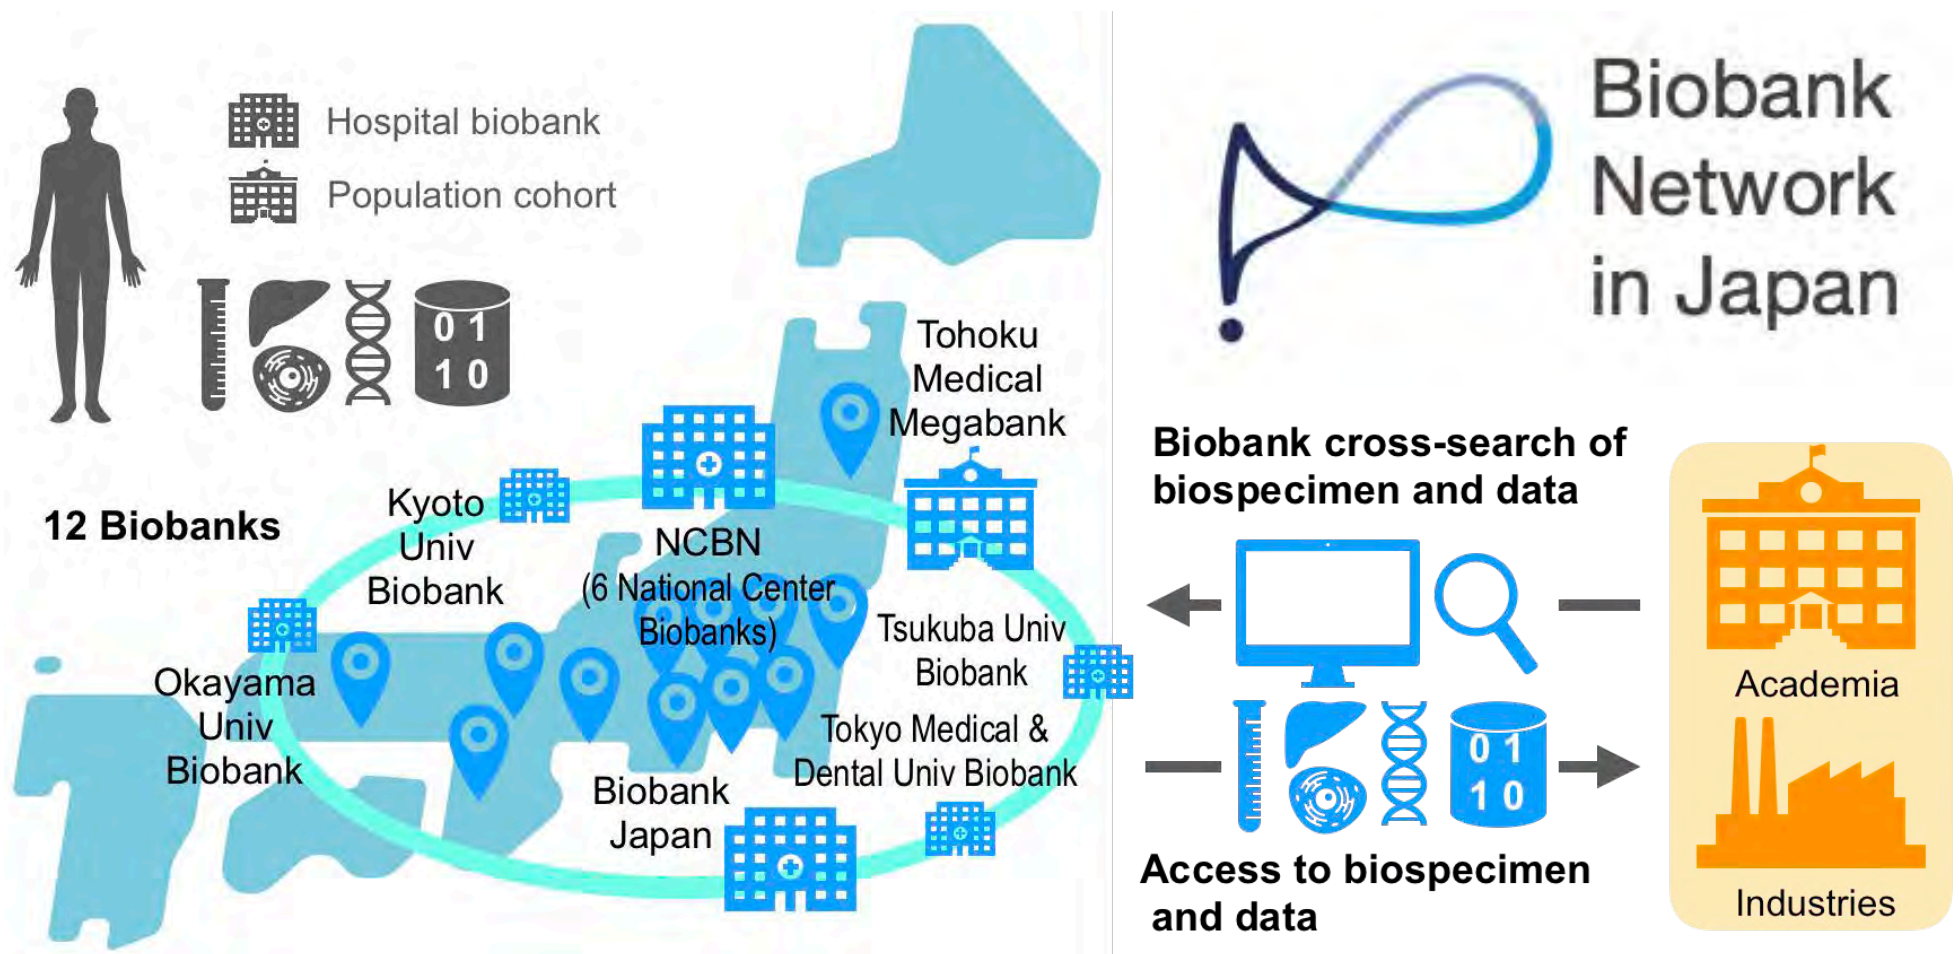 Hospital biobank
Population cohort
0 1
1 0
12 Biobanks
Tohoku
Medical
Megabank
Kyoto
Univ
Biobank
NCBN
(6 National Center
Biobanks)
Tsukuba Univ
Biobank
Okayama
Univ
Biobank
Tokyo Medical &
Dental Univ Biobank
Biobank
Japan
Biobank
Network
in Japan
Biobank cross-search of
biospecimen and data
0 1
1 0
Access to biospecimen
and data
Academia
Industries